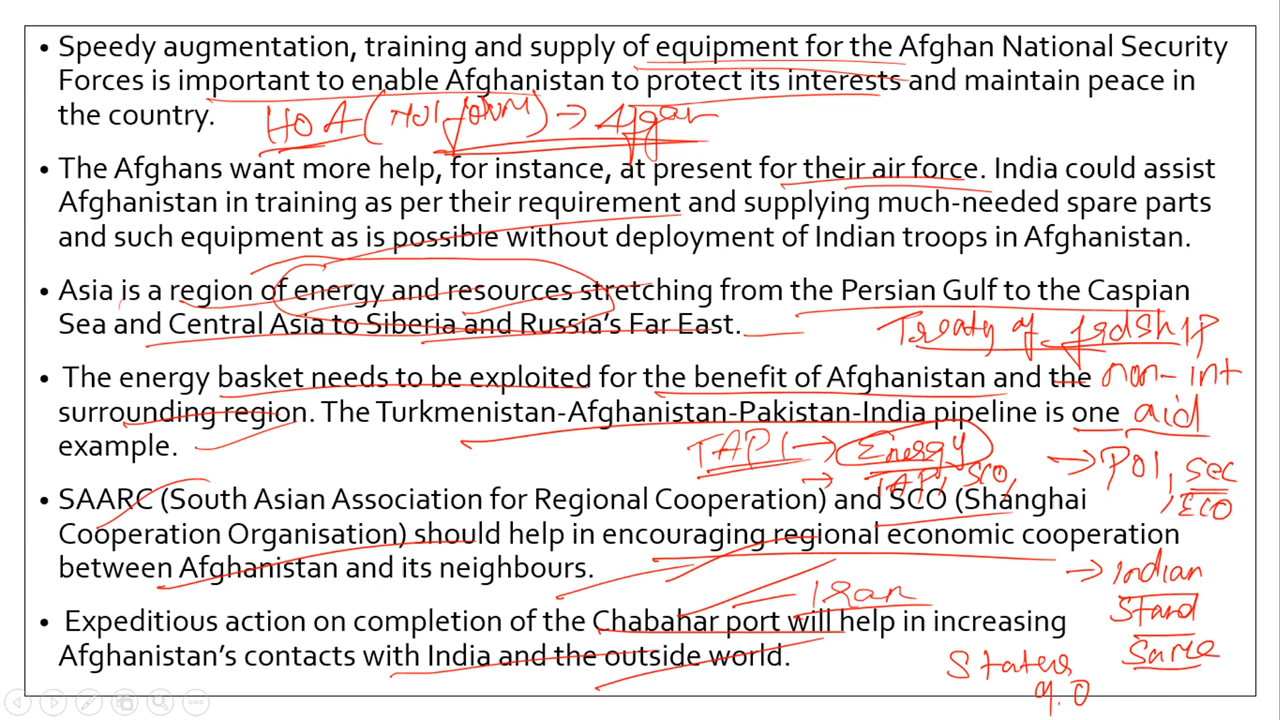 • Speedy augmentation, training and supply of equipment for the Afghan National Security
Forces is important to enable Afghanistan to protect its interests and maintain peace in
the country.
HOA ( ) → Afgan
• The Afghans want more help, for instance, at present for their air force. India could assist
Afghanistan in training as per their requirement and supplying much-needed spare parts
and such equipment as is possible without deployment of Indian troops in Afghanistan.
• Asia is a region of energy and resources stretching from the Persian Gulf to the Caspian
Sea and Central Asia to Siberia and Russia's Far East.
Treaty of frdship
• The energy basket needs to be exploited for the benefit of Afghanistan and the
non-int
surrounding region. The Turkmenistan-Afghanistan-Pakistan-India pipeline is one
aid
example.
TAPI → Energy
→ TAPI, SCO,
→ Pol, sec
, ECO
• SAARC (South Asian Association for Regional Cooperation) and SCO (Shanghai
Cooperation Organisation) should help in encouraging regional economic cooperation
between Afghanistan and its neighbours.
→ Indian
Stand
Same
— Iran
• Expeditious action on completion of the Chabahar port will help in increasing
Afghanistan's contacts with India and the outside world.